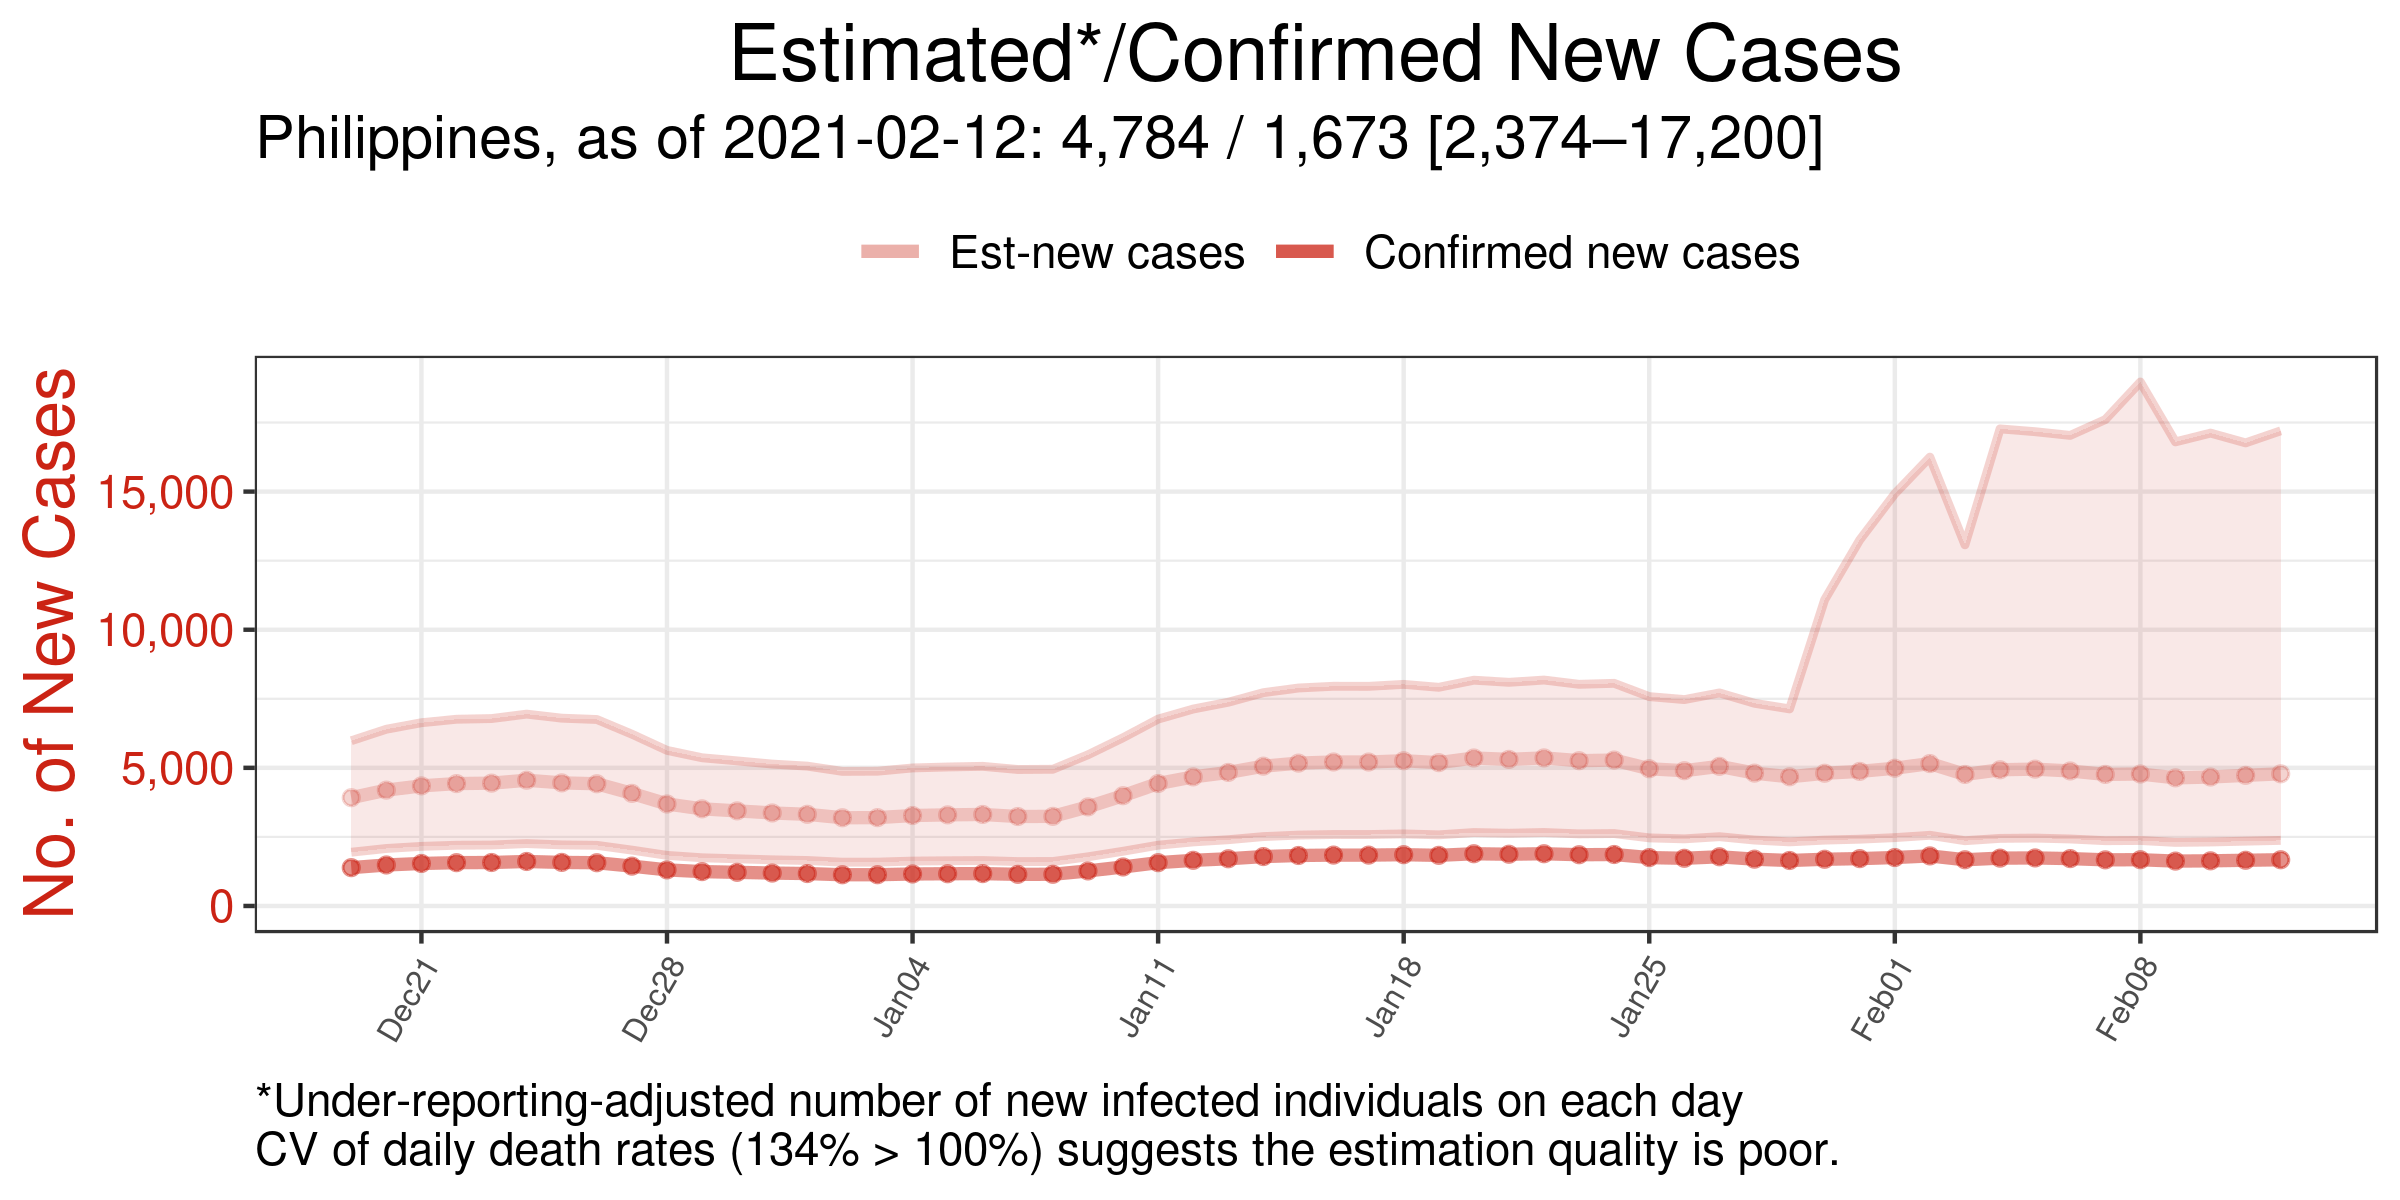 Estimated*/Confirmed New Cases
Philippines, as of 2021-02-12: 4,784 / 1,673 [2,374–17,200]
Est-new cases
Confirmed new cases
No. of New Cases
15,000
10,000
5,000
0
Dec21
Dec28
Jan04
Jan11
Jan18
Jan25
Feb01
Feb08
*Under-reporting-adjusted number of new infected individuals on each day
CV of daily death rates (134% > 100%) suggests the estimation quality is poor.